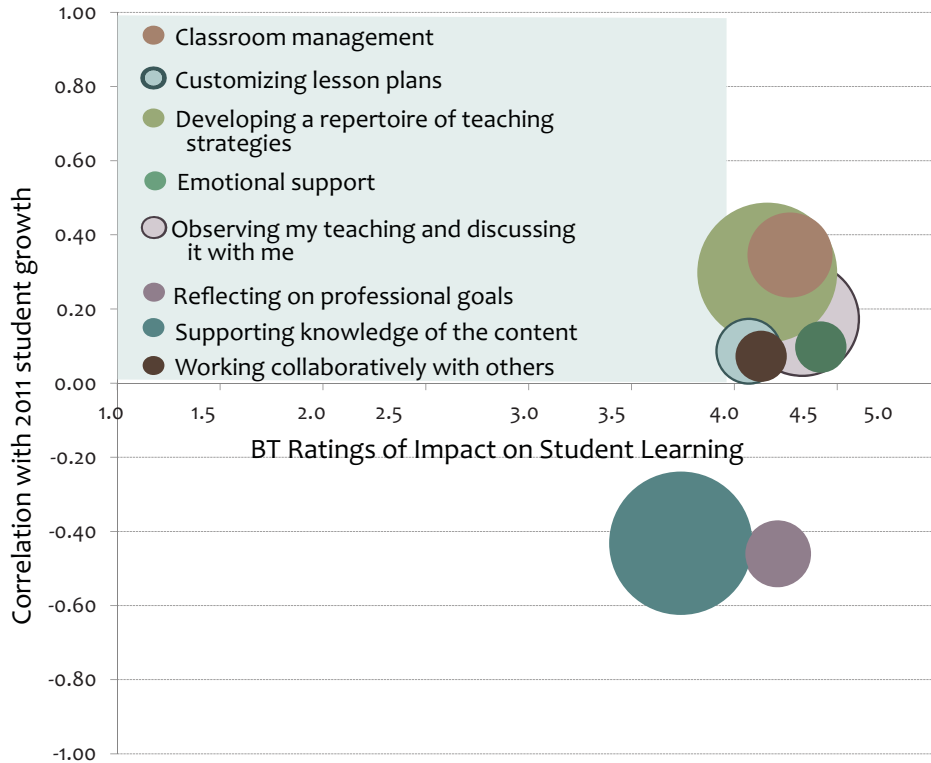 1.00
0.80
0.60
0.40
0.20
0.00
-0.20
-0.40
-0.60
-0.80
-1.00
Correlation with 2011 student growth
Classroom management
Customizing lesson plans
Developing a repertoire of teaching
strategies
Emotional support
Observing my teaching and discussing
it with me
Reflecting on professional goals
Supporting knowledge of the content
Working collaboratively with others
1.0 1.5 2.0 2.5 3.0 3.5 4.0 4.5 5.0
BT Ratings of Impact on Student Learning